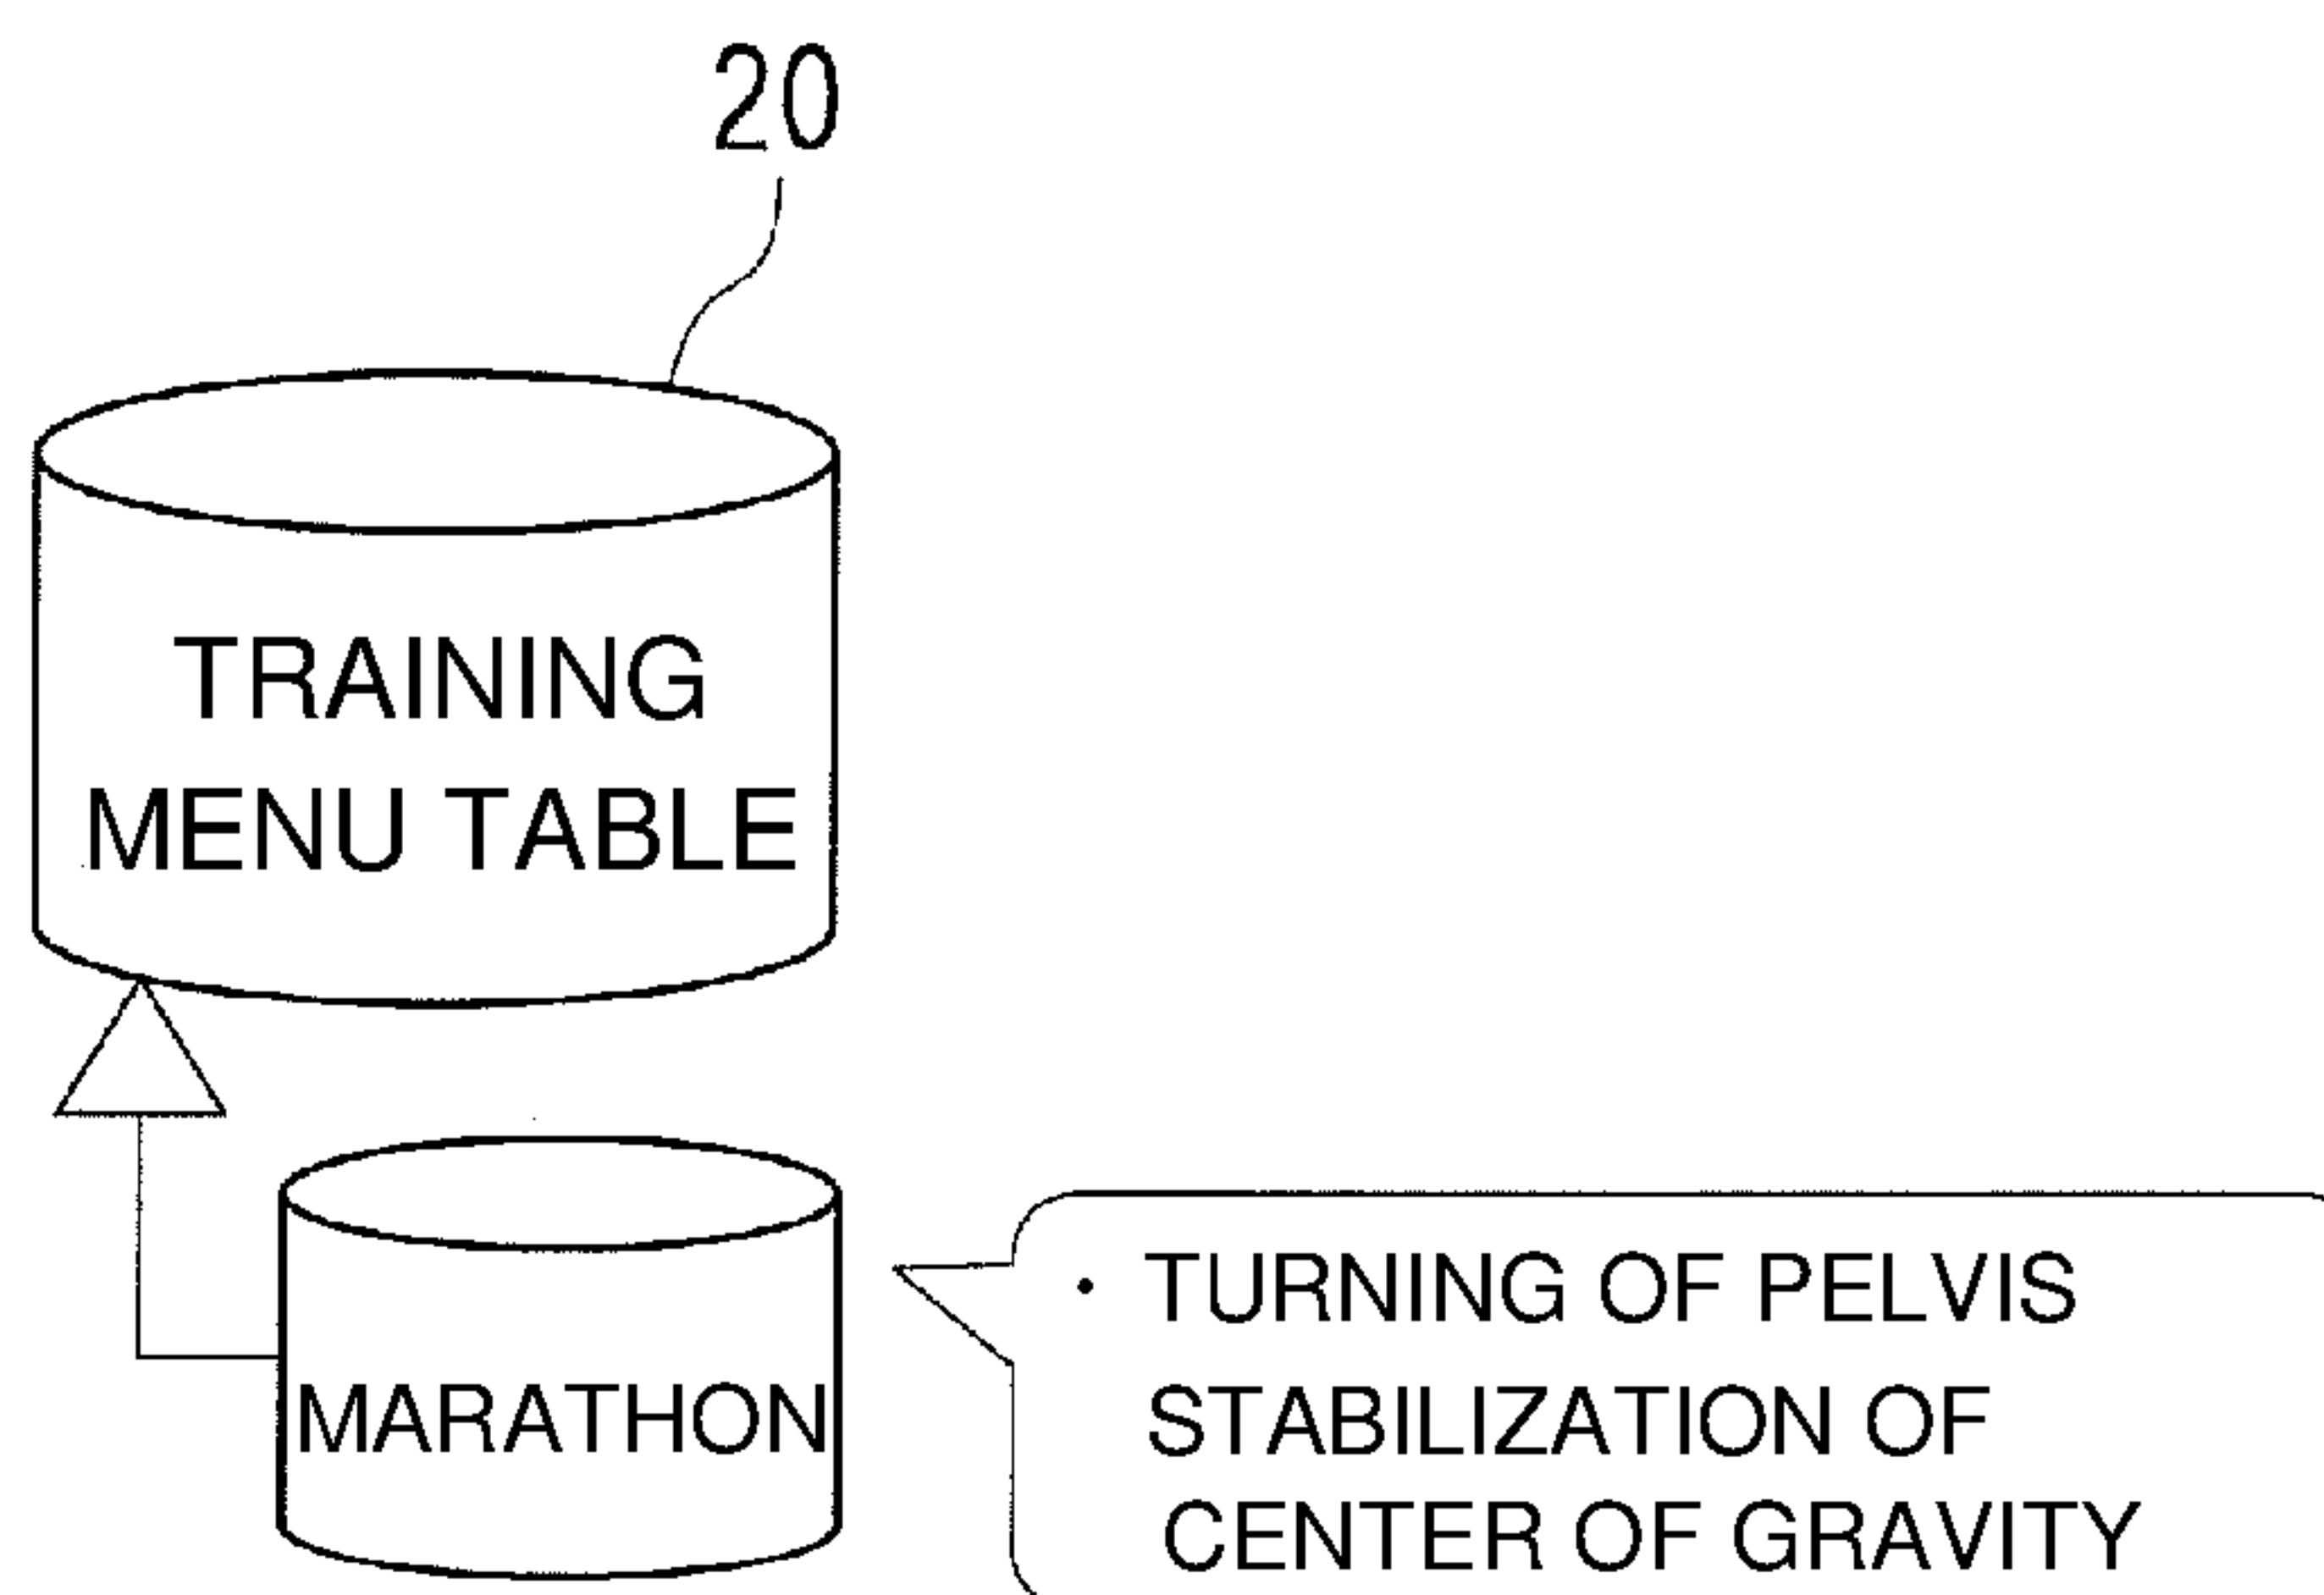 20
TRAINING
MENU TABLE
MARATHON
• TURNING OF PELVIS
STABILIZATION OF
CENTER OF GRAVITY